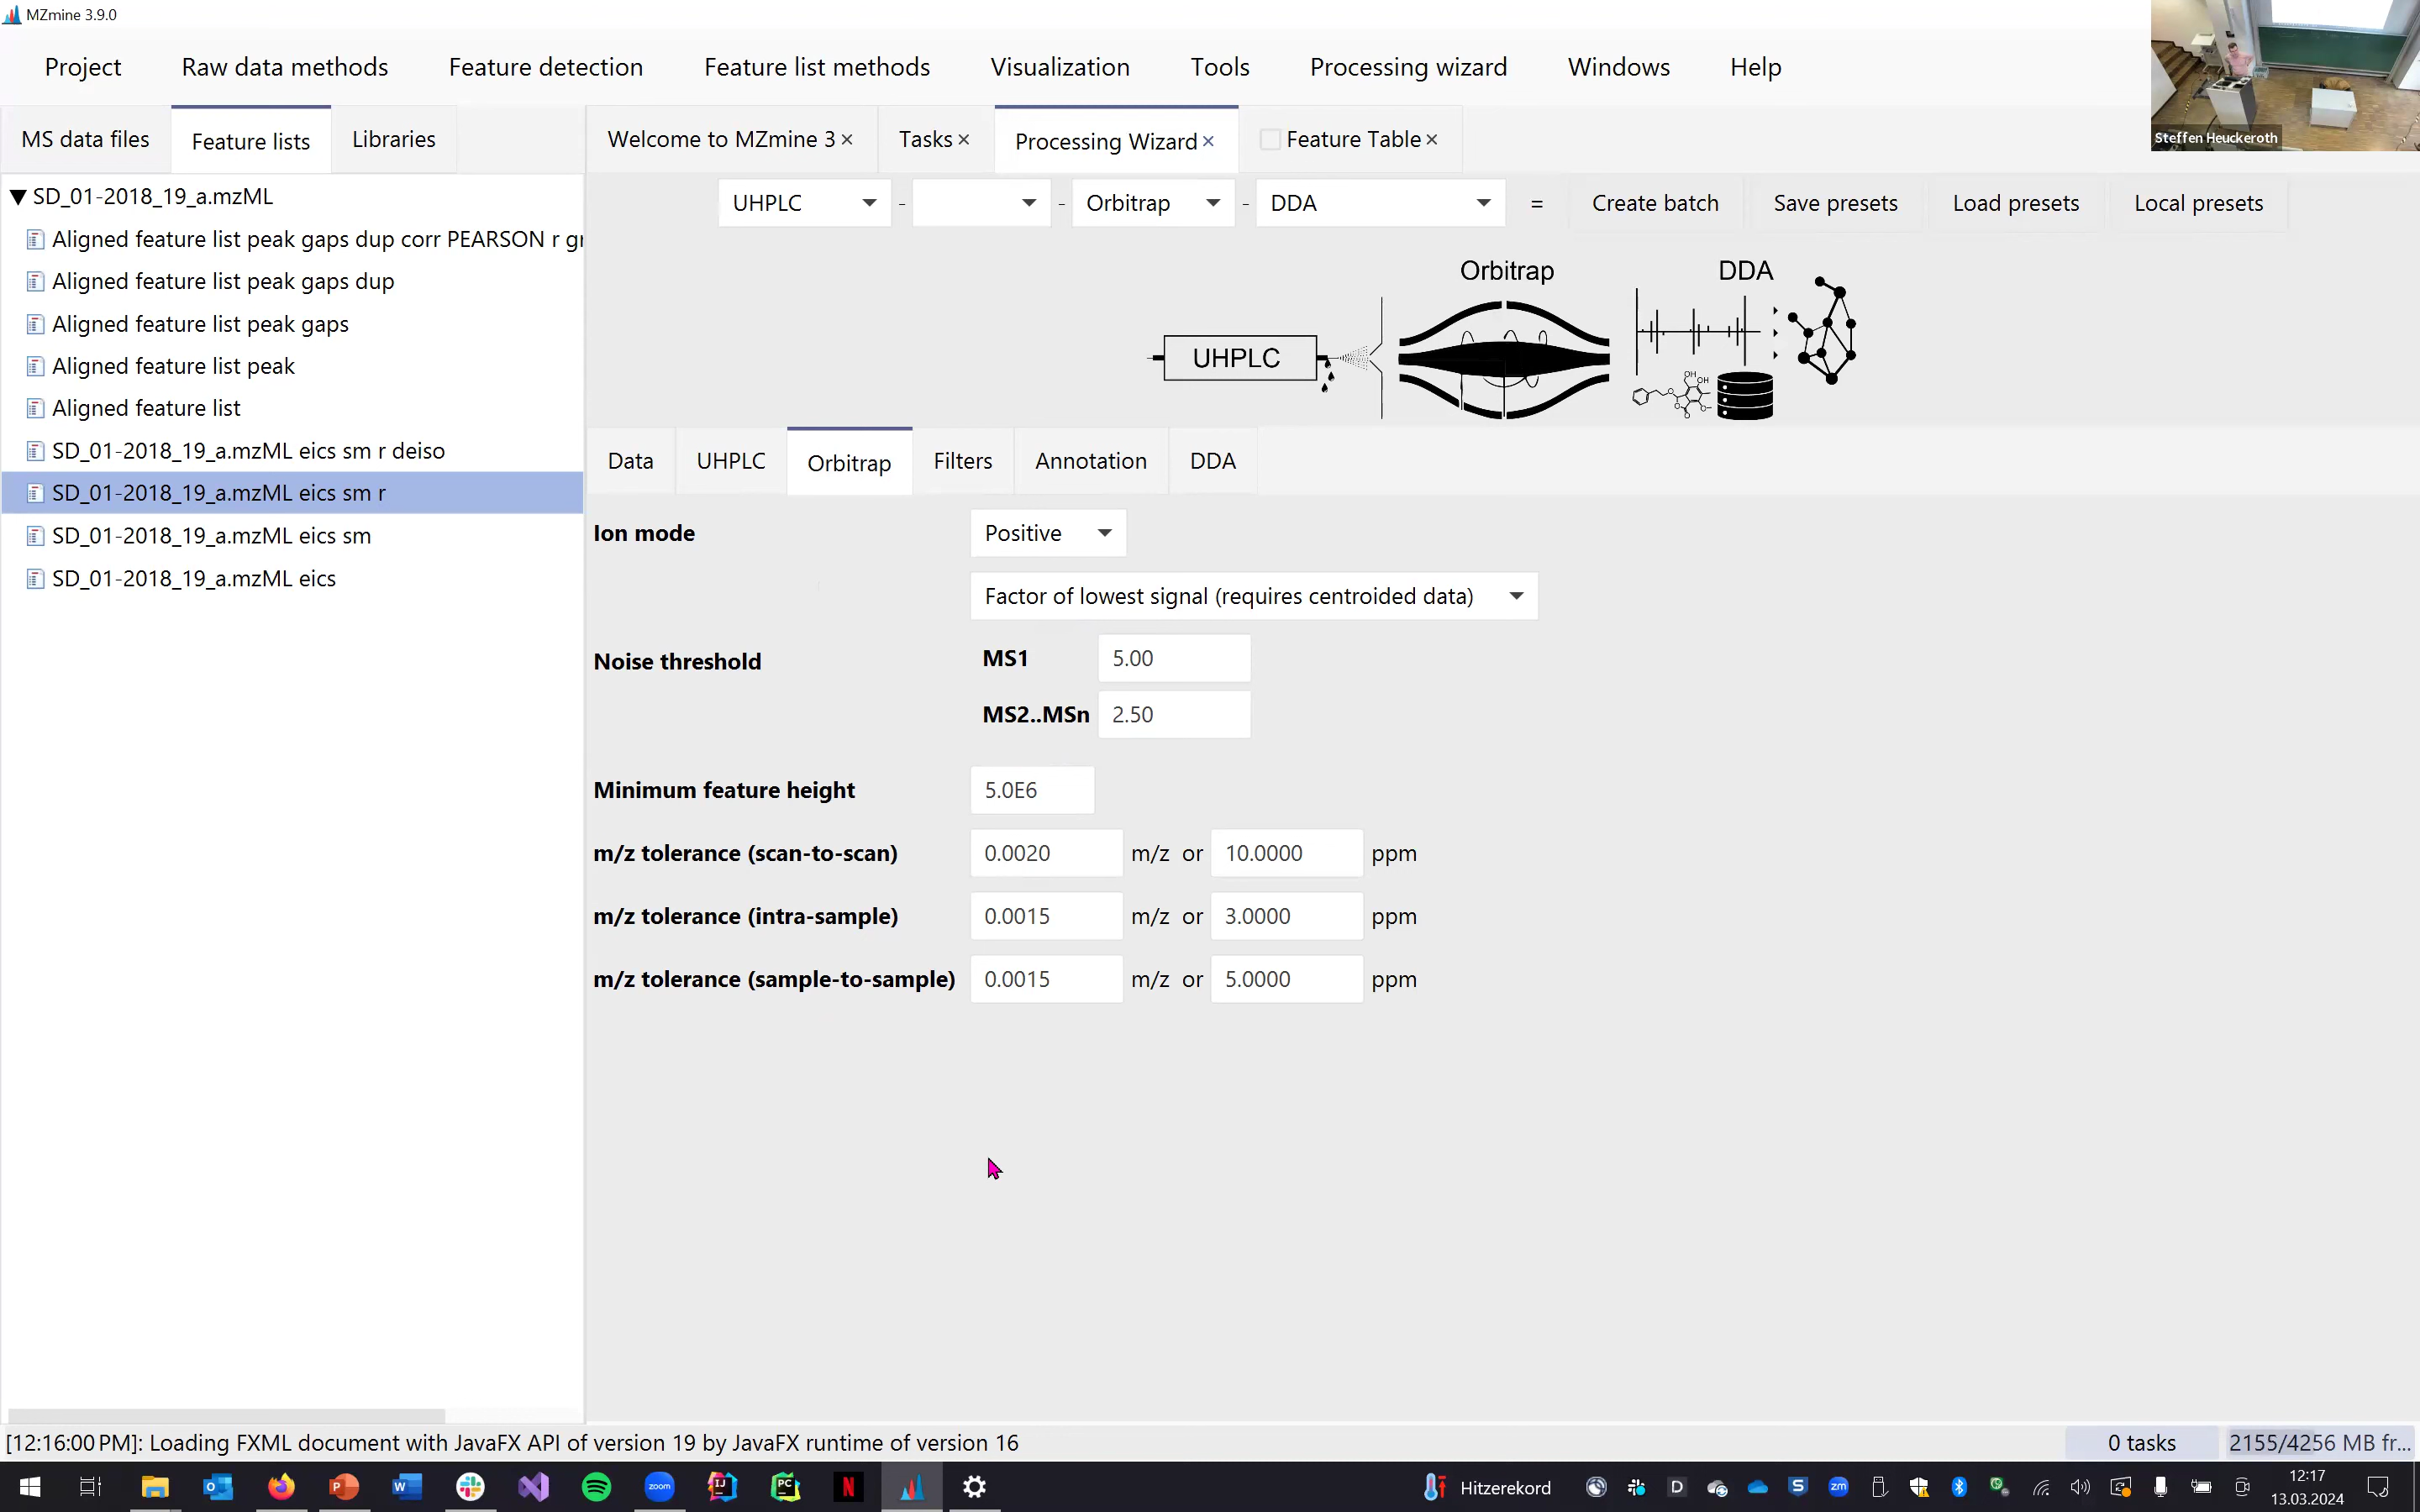 MZmine 3.9.0
Project Raw data methods Feature detection Feature list methods Visualization Tools Processing wizard Windows Help
Steffen Heuckeroth
MS data files Feature lists Libraries
Welcome to MZmine 3 × Tasks × Processing Wizard × Feature Table ×
SD_01-2018_19_a.mzML
Aligned feature list peak gaps dup corr PEARSON r gr
Aligned feature list peak gaps dup
Aligned feature list peak gaps
Aligned feature list peak
Aligned feature list
SD_01-2018_19_a.mzML eics sm r deiso
SD_01-2018_19_a.mzML eics sm r
SD_01-2018_19_a.mzML eics sm
SD_01-2018_19_a.mzML eics
UHPLC - - Orbitrap - DDA = Create batch Save presets Load presets Local presets
Orbitrap DDA
UHPLC
OH
OH
O
O
O
O
Data UHPLC Orbitrap Filters Annotation DDA
Ion mode Positive
Factor of lowest signal (requires centroided data)
Noise threshold MS1 5.00
MS2..MSn 2.50
Minimum feature height 5.0E6
m/z tolerance (scan-to-scan) 0.0020 m/z or 10.0000 ppm
m/z tolerance (intra-sample) 0.0015 m/z or 3.0000 ppm
m/z tolerance (sample-to-sample) 0.0015 m/z or 5.0000 ppm
[12:16:00 PM]: Loading FXML document with JavaFX API of version 19 by JavaFX runtime of version 16
0 tasks 2155/4256 MB fr...
zoom IJ PC N
Hitzerekord
D S zm
12:17
13.03.2024